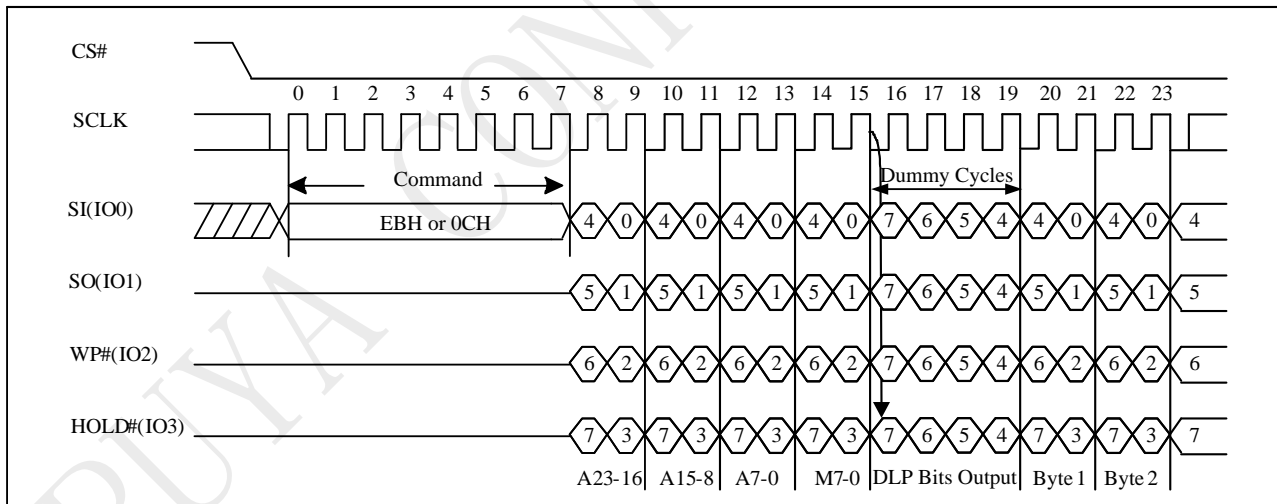 CS#
0 1 2 3 4 5 6 7 8 9 10 11 12 13 14 15 16 17 18 19 20 21 22 23
SCLK
Command
Dummy Cycles
SI(IO0)
EBH or 0CH
4 0 4 0 4 0 4 0 7 6 5 4 4 0 4 0 4
SO(IO1)
5 1 5 1 5 1 5 1 7 6 5 4 5 1 5 1 5
WP#(IO2)
6 2 6 2 6 2 6 2 7 6 5 4 6 2 6 2 6
HOLD#(IO3)
7 3 7 3 7 3 7 3 7 6 5 4 7 3 7 3 7
A23-16 A15-8 A7-0 M7-0 DLP Bits Output Byte 1 Byte 2
PUYA CONF